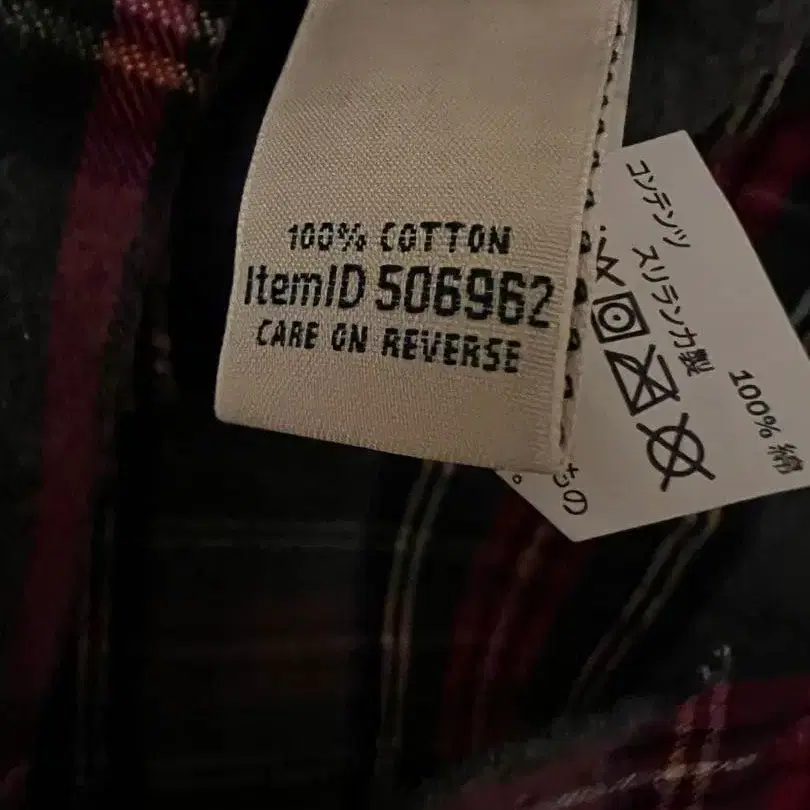 100% COTTON
ItemID 506962
CARE ON REVERSE
コンテンツ
スリランカ製
100% 綿